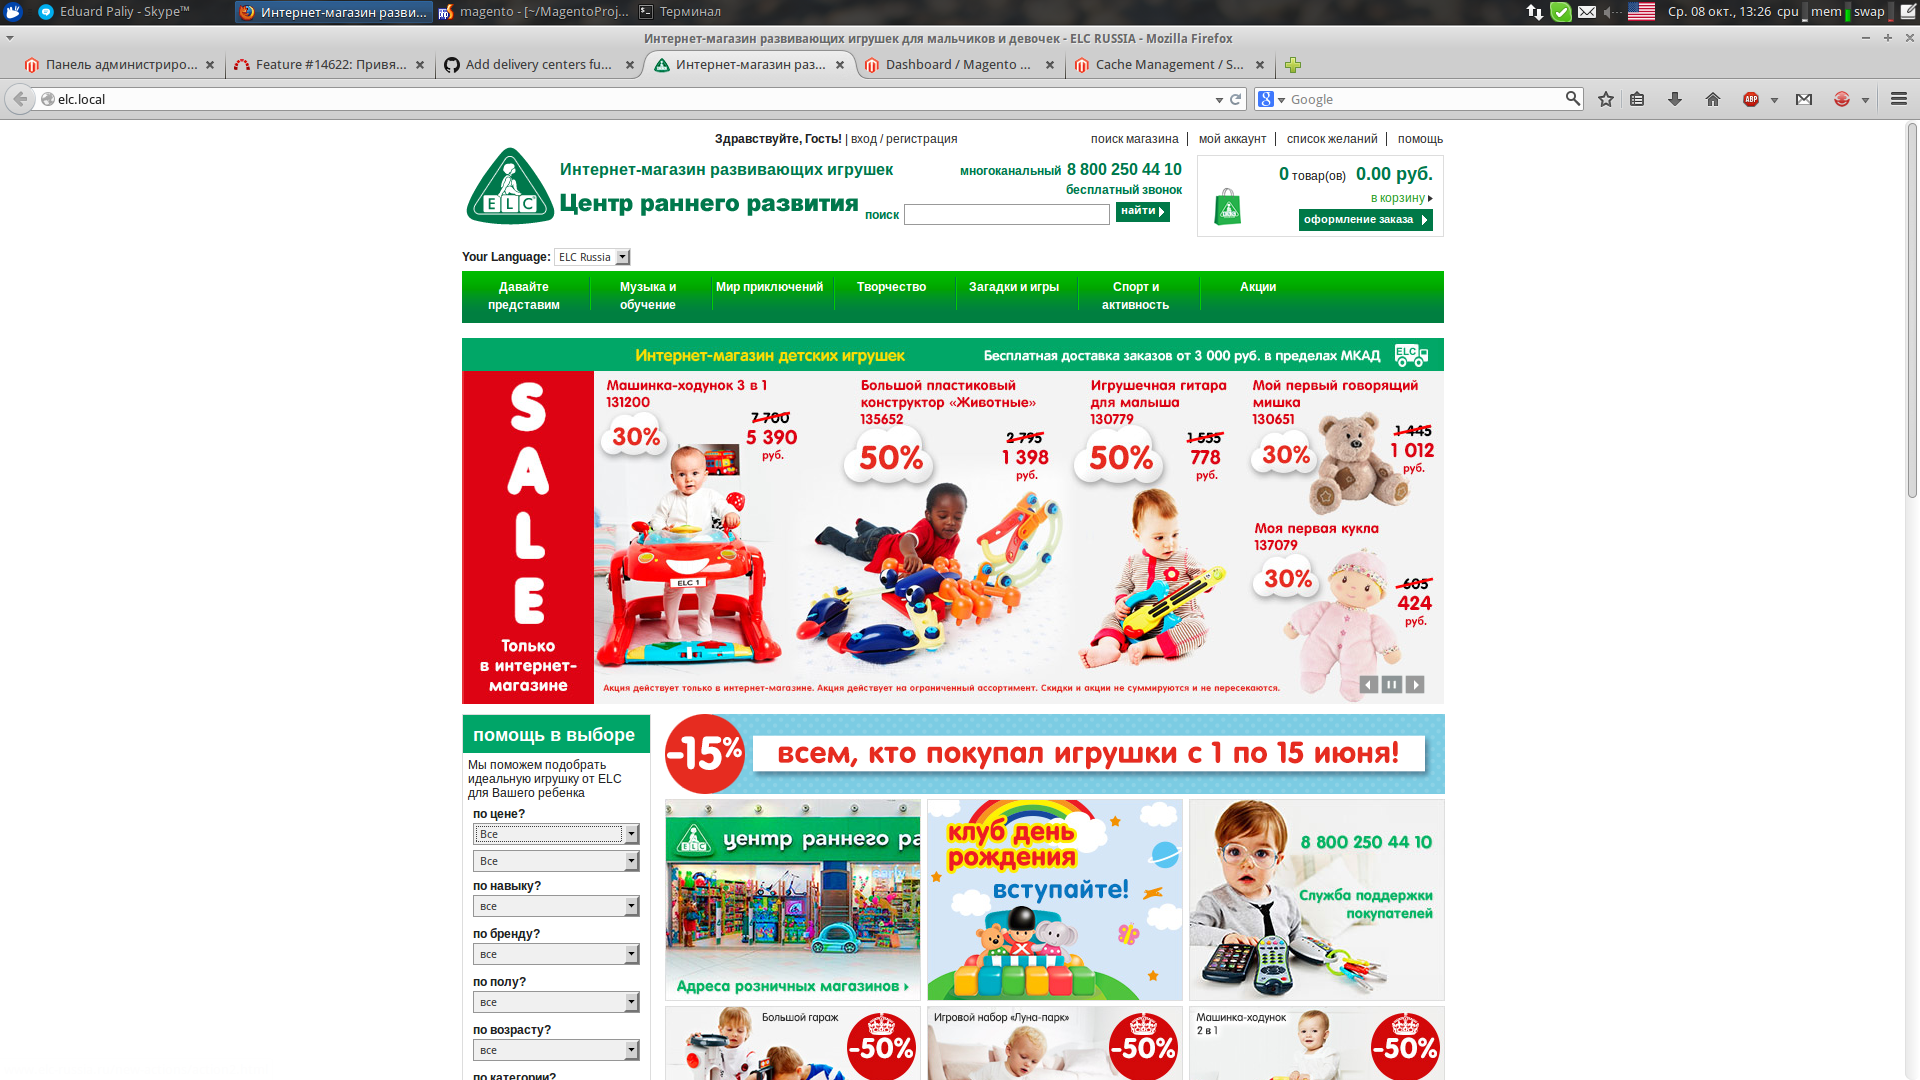 Eduard Paliy - Skype™
Интернет-магазин разви...
magento - [~/MagentoProj...
Терминал
Ср. 08 окт., 13:26 cpu mem swap
Интернет-магазин развивающих игрушек для мальчиков и девочек - ELC RUSSIA - Mozilla Firefox
Панель администриро...
Feature #14622: Привя...
Add delivery centers fu...
Интернет-магазин раз...
Dashboard / Magento ...
Cache Management / S...
elc.local
Google
ABP
Здравствуйте, Гость! | вход / регистрация
поиск магазина
мой аккаунт
список желаний
помощь
ELC
Интернет-магазин развивающих игрушек
многоканальный 8 800 250 44 10
бесплатный звонок
Центр раннего развития
поиск
найти
0 товар(ов) 0.00 руб.
в корзину
оформление заказа
Your Language: ELC Russia
Давайте представим
Музыка и обучение
Мир приключений
Творчество
Загадки и игры
Спорт и активность
Акции
Интернет-магазин детских игрушек
Бесплатная доставка заказов от 3 000 руб. в пределах МКАД
ELC
SALE
Только
в интернет-
магазине
Машинка-ходунок 3 в 1
131200
30%
7 700
5 390
руб.
ELC 1
Большой пластиковый
конструктор «Животные»
135652
50%
2 795
1 398
руб.
Игрушечная гитара
для малыша
130779
50%
1 555
778
руб.
Мой первый говорящий
мишка
130651
30%
1 445
1 012
руб.
Моя первая кукла
137079
30%
605
424
руб.
Акция действует только в интернет-магазине. Акция действует на ограниченный ассортимент. Скидки и акции не суммируются и не пересекаются.
помощь в выборе
Мы поможем подобрать
идеальную игрушку от ELC
для Вашего ребенка
по цене?
Все
Все
по навыку?
все
по бренду?
все
по полу?
все
по возрасту?
все
по категории?
-15%
всем, кто покупал игрушки с 1 по 15 июня!
ELC
центр раннего ра
Адреса розничных магазинов
клуб день
рождения
вступайте!
8 800 250 44 10
Служба поддержки
покупателей
Большой гараж
-50%
Игровой набор «Луна-парк»
-50%
Машинка-ходунок
2 в 1
-50%